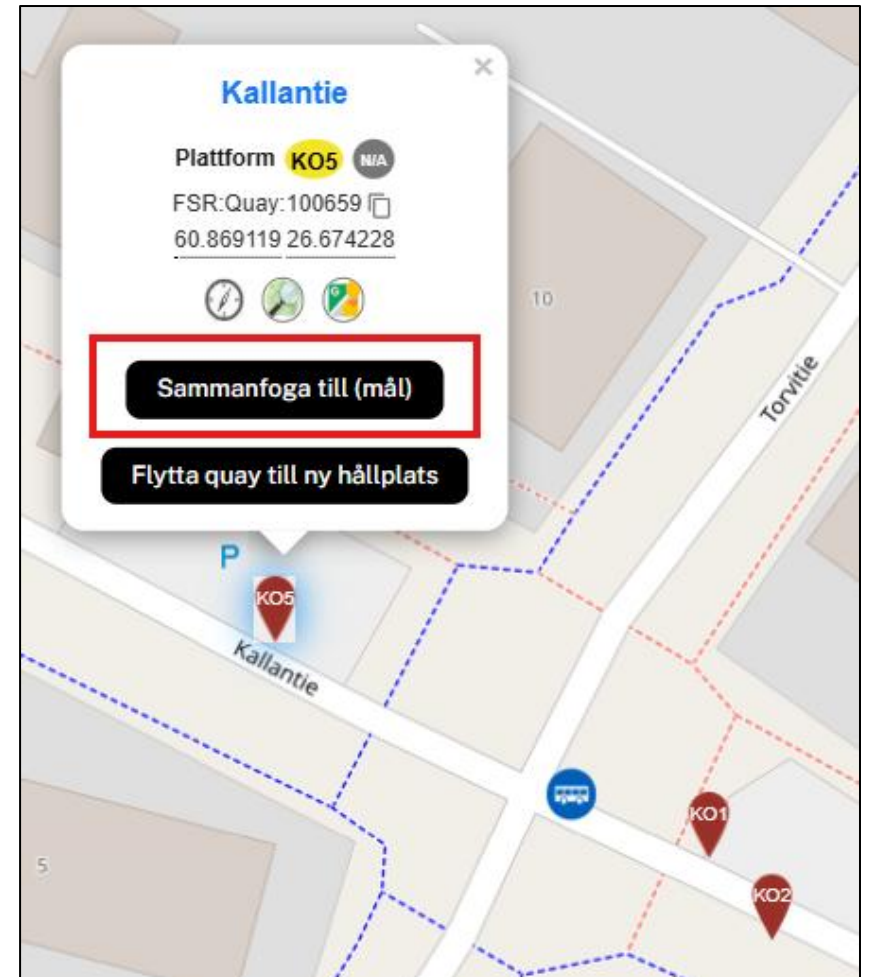 ×
Kallantie
Plattform KO5 N/A
FSR:Quay:100659
60.869119 26.674228
G
10
Sammanfoga till (mål)
Torvitie
Flytta quay till ny hållplats
P
KO5
Kallantie
KO1
5
KO2